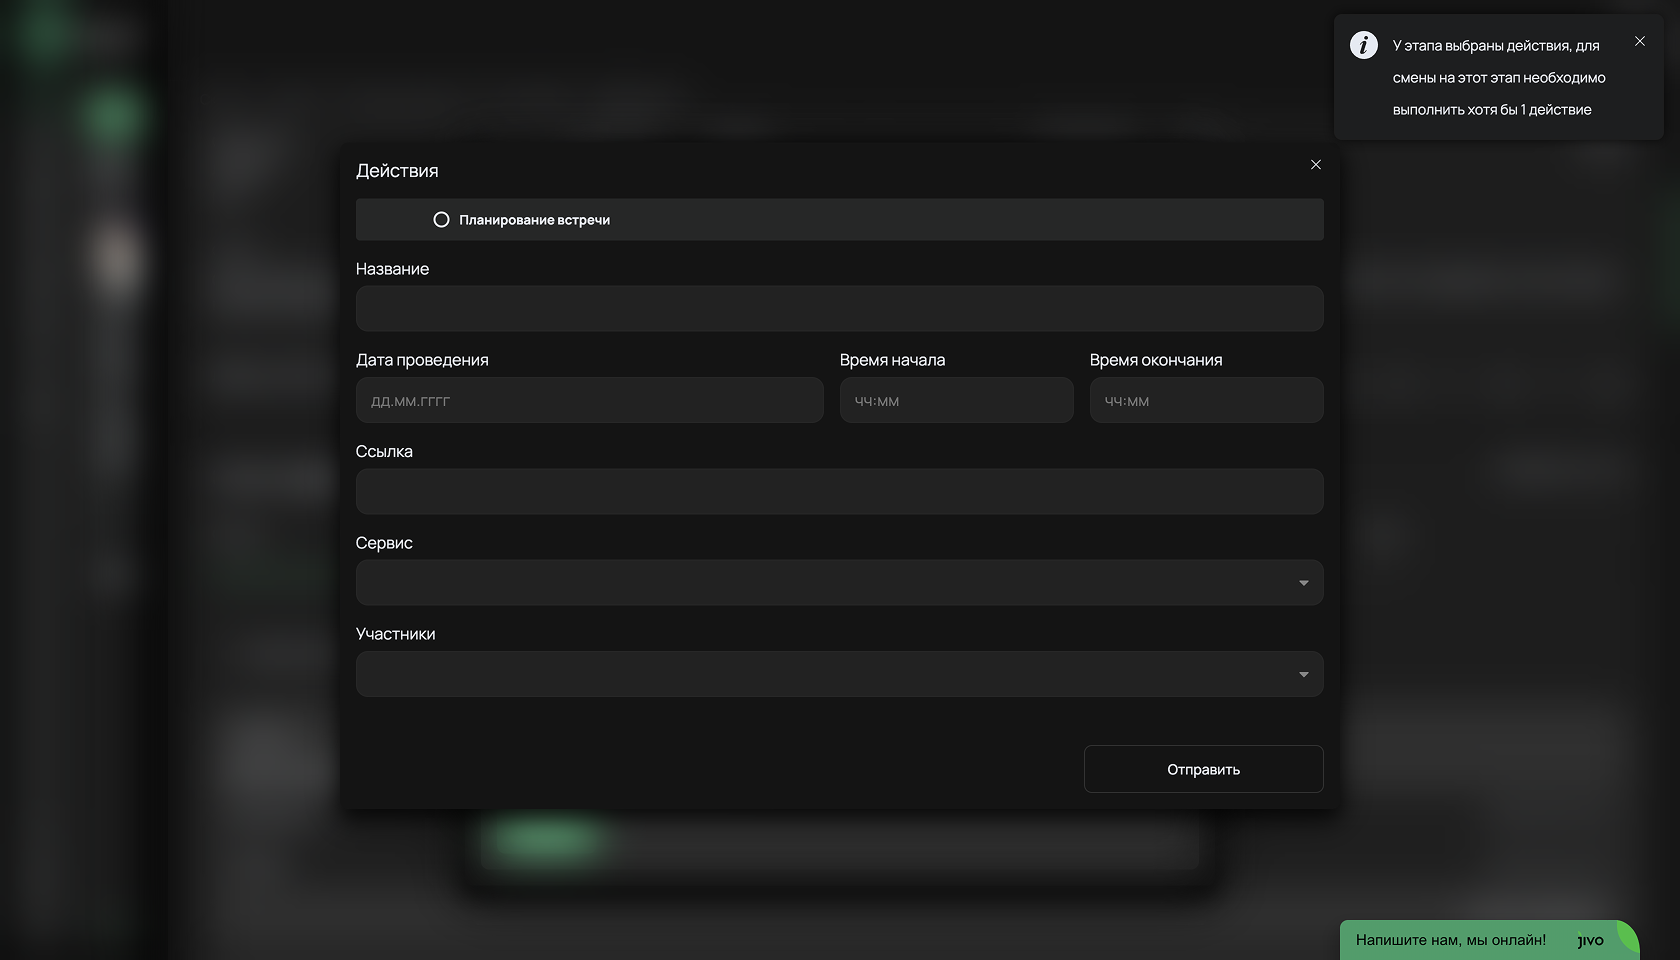 У этапа выбраны действия, для
смены на этот этап необходимо
выполнить хотя бы 1 действие
Действия
Планирование встречи
Название
Дата проведения
Время начала
Время окончания
дд.мм.гггг
чч:мм
чч:мм
Ссылка
Сервис
Участники
Отправить
Напишите нам, мы онлайн!
jivo